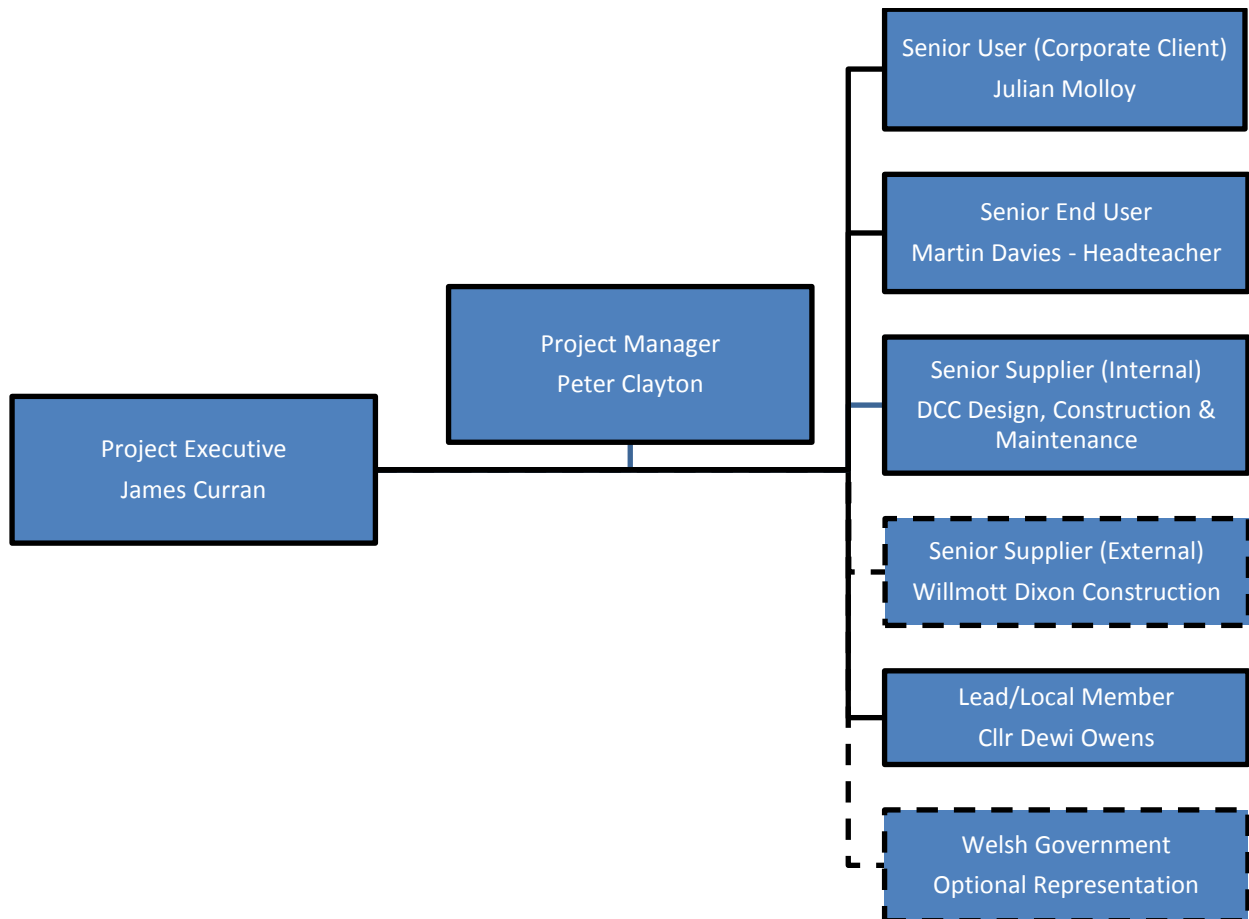 Senior User (Corporate Client)
Julian Molloy
Senior End User
Martin Davies - Headteacher
Project Manager
Peter Clayton
Senior Supplier (Internal)
DCC Design, Construction &
Maintenance
Project Executive
James Curran
Senior Supplier (External)
Willmott Dixon Construction
Lead/Local Member
Cllr Dewi Owens
Welsh Government
Optional Representation